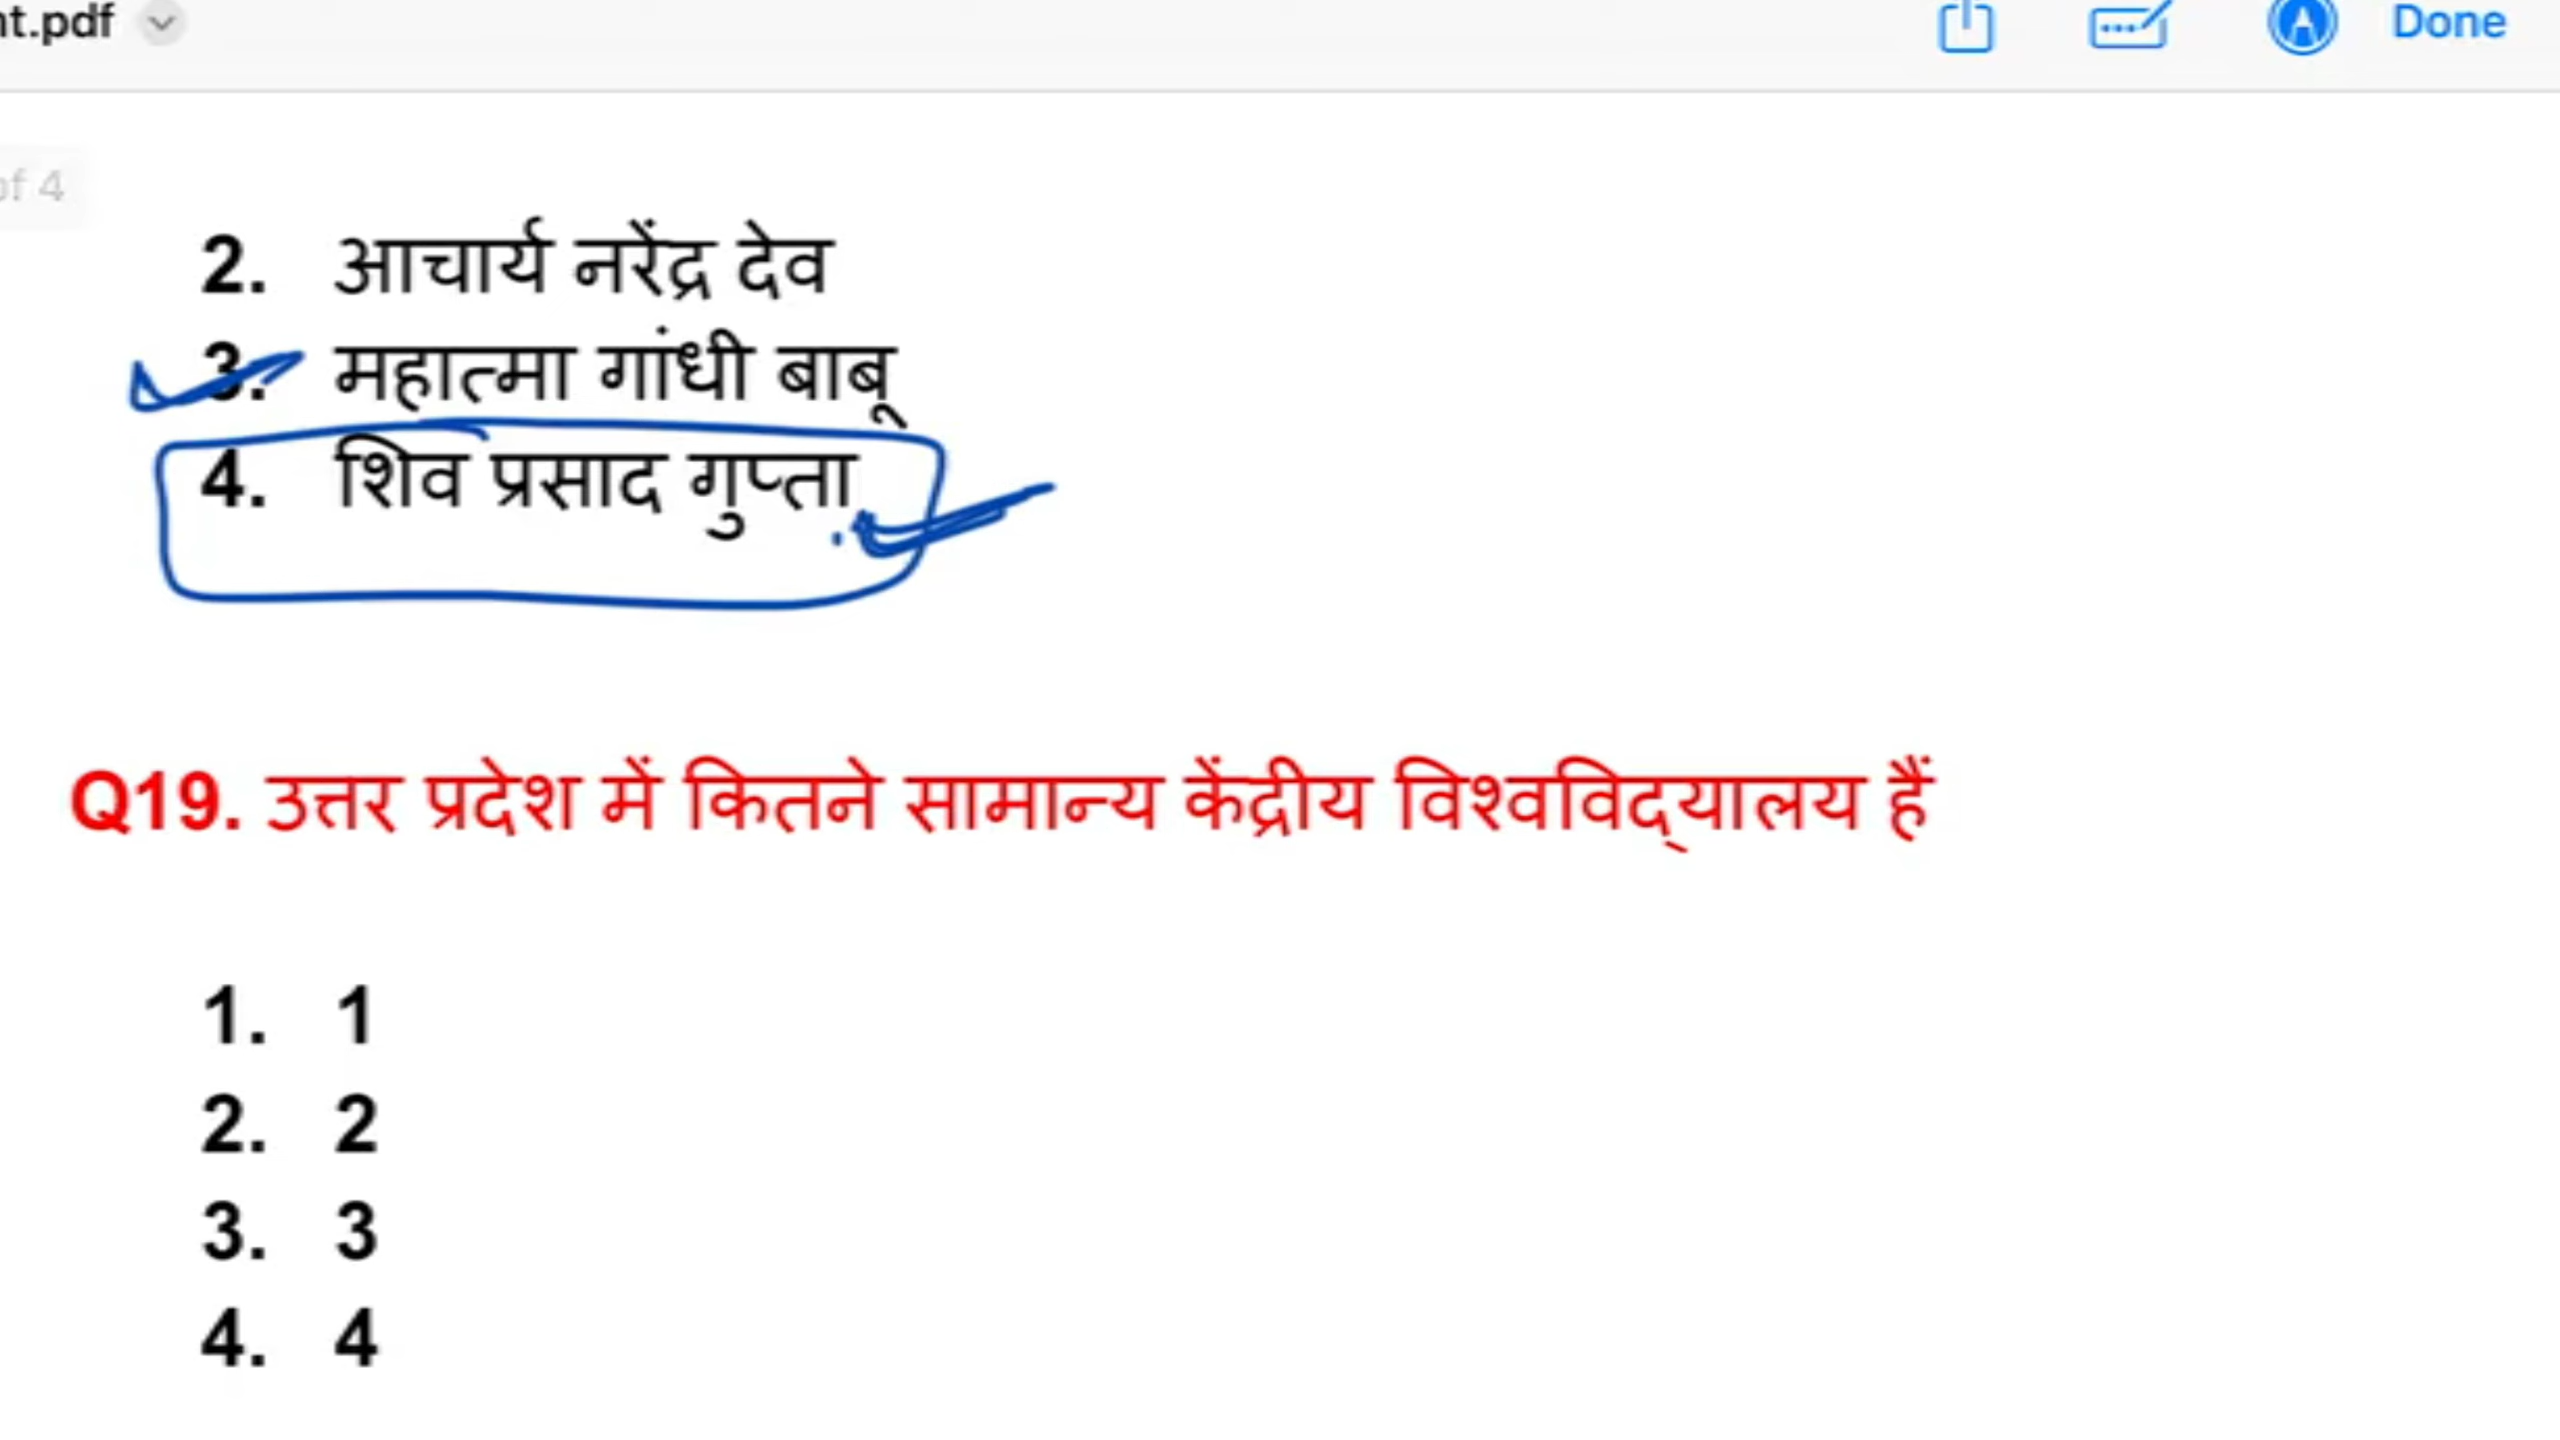 nt.pdf
Done
of 4
2. आचार्य नरेंद्र देव
3. महात्मा गांधी बाबू
4. शिव प्रसाद गुप्ता
Q19. उत्तर प्रदेश में कितने सामान्य केंद्रीय विश्वविद्यालय हैं
1. 1
2. 2
3. 3
4. 4